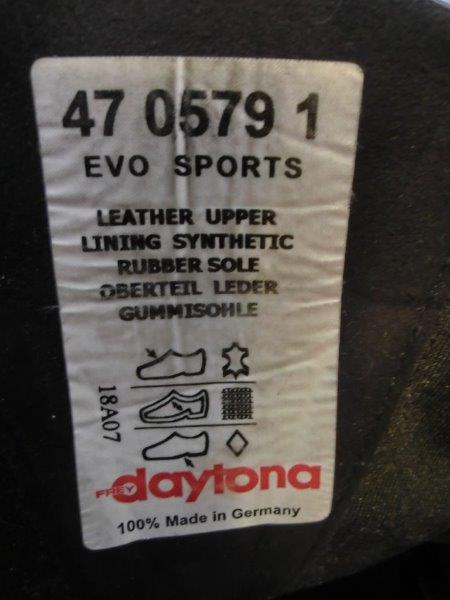 47 0579 1
EVO SPORTS
LEATHER UPPER
LINING SYNTHETIC
RUBBER SOLE
OBERTEIL LEDER
GUMMISOHLE
18A07
FREY daytona
100% Made in Germany